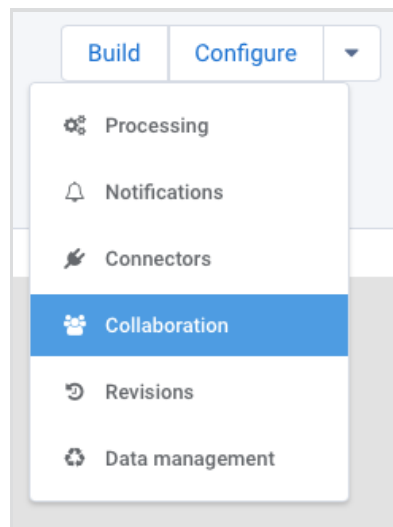 Build Configure
Processing
Notifications
Connectors
Collaboration
Revisions
Data management